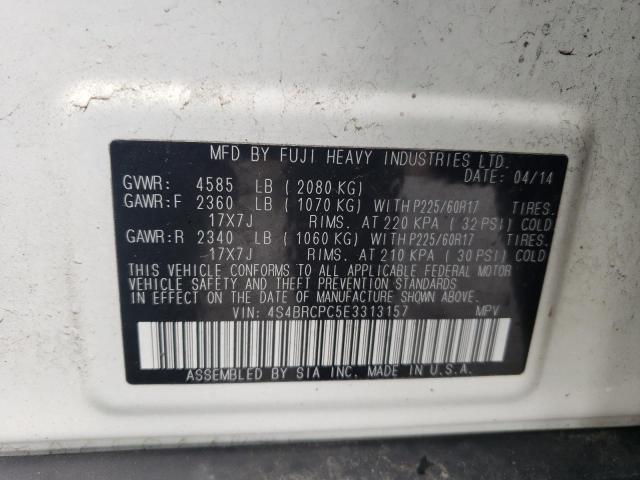 MFD BY FUJI HEAVY INDUSTRIES LTD.
DATE: 04/14
GVWR: 4585 LB ( 2080 KG)
GAWR:F 2360 LB ( 1070 KG) WITH P225/60R17 TIRES.
17X7J RIMS. AT 220 KPA ( 32 PSI) COLD
GAWR:R 2340 LB ( 1060 KG) WITH P225/60R17 TIRES.
17X7J RIMS. AT 210 KPA ( 30 PSI) COLD
THIS VEHICLE CONFORMS TO ALL APPLICABLE FEDERAL MOTOR
VEHICLE SAFETY AND THEFT PREVENTION STANDARDS
IN EFFECT ON THE DATE OF MANUFACTURE SHOWN ABOVE.
VIN: 4S4BRCPC5E3313157 MPV
ASSEMBLED BY SIA INC. MADE IN U.S.A.